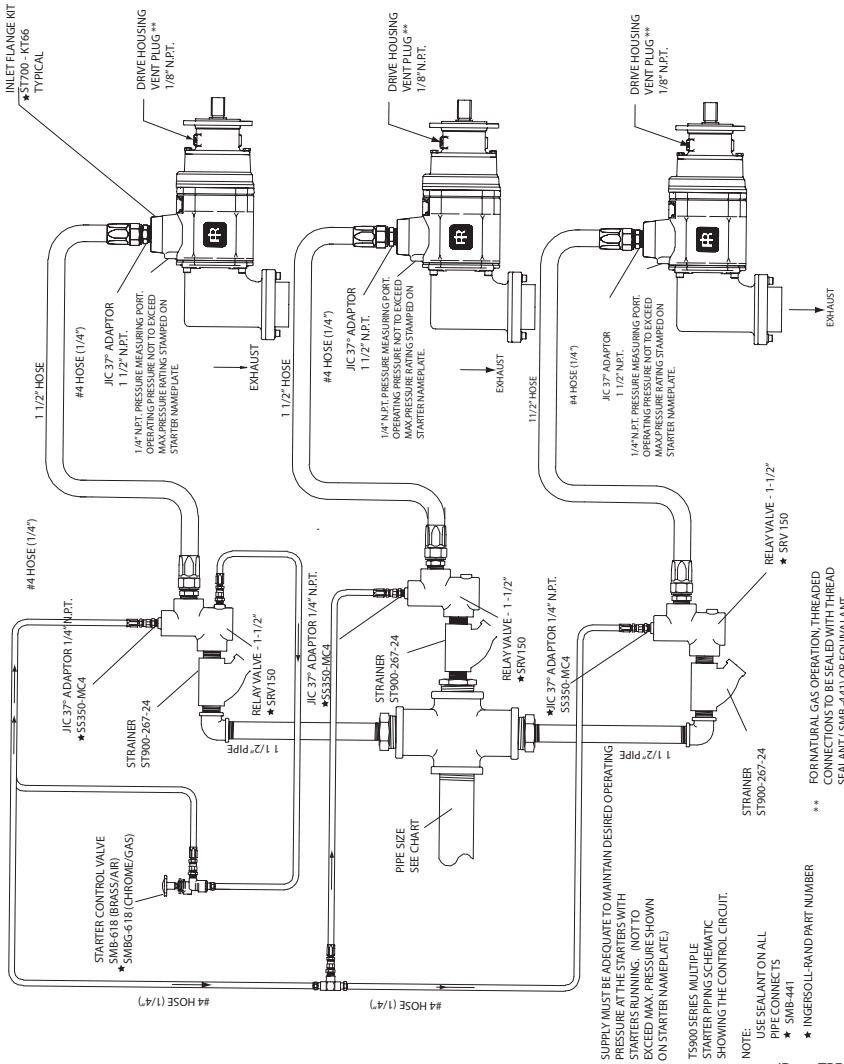 INLET FLANGE KIT
★ST700 - KT66
TYPICAL
DRIVE HOUSING
VENT PLUG **
1/8" N.P.T.
1 1/2" HOSE
#4 HOSE (1/4")
JIC 37° ADAPTOR
1 1/2" N.P.T.
1/4" N.P.T. PRESSURE MEASURING PORT.
OPERATING PRESSURE NOT TO EXCEED
MAX.PRESSURE RATING STAMPED ON
STARTER NAMEPLATE.
EXHAUST
#4 HOSE (1/4")
JIC 37° ADAPTOR 1/4" N.P.T.
★SS350-MC4
STRAINER
ST900-267-24
RELAY VALVE - 1-1/2"
★ SRV150
1 1/2" PIPE
STARTER CONTROL VALVE
SMB-618 (BRASS/AIR)
★ SMBG-618 (CHROME/GAS)
#4 HOSE (1/4")
DRIVE HOUSING
VENT PLUG **
1/8" N.P.T.
1 1/2" HOSE
#4 HOSE (1/4")
JIC 37° ADAPTOR
1 1/2" N.P.T.
1/4" N.P.T. PRESSURE MEASURING PORT.
OPERATING PRESSURE NOT TO EXCEED
MAX.PRESSURE RATING STAMPED ON
STARTER NAMEPLATE.
EXHAUST
JIC 37° ADAPTOR 1/4" N.P.T.
★SS350-MC4
STRAINER
ST900-267-24
RELAY VALVE - 1-1/2"
★SRV150
PIPE SIZE
SEE CHART
#4 HOSE (1/4")
DRIVE HOUSING
VENT PLUG **
1/8" N.P.T.
11/2" HOSE
#4 HOSE (1/4")
JIC 37° ADAPTOR
1 1/2" N.P.T.
1/4" N.P.T. PRESSURE MEASURING PORT.
OPERATING PRESSURE NOT TO EXCEED
MAX.PRESSURE RATING STAMPED ON
STARTER NAMEPLATE.
EXHAUST
★JIC 37° ADAPTOR 1/4" N.P.T.
SS350-MC4
RELAY VALVE - 1-1/2"
★ SRV 150
1 1/2" PIPE
STRAINER
ST900-267-24
SUPPLY MUST BE ADEQUATE TO MAINTAIN DESIRED OPERATING
PRESSURE AT THE STARTERS WITH
STARTERS RUNNING. (NOT TO
EXCEED MAX. PRESSURE SHOWN
ON STARTER NAMEPLATE.)
TS900 SERIES MULTIPLE
STARTER PIPING SCHEMATIC
SHOWING THE CONTROL CIRCUIT.
NOTE:
USE SEALANT ON ALL
PIPE CONNECTS
★ SMB-441
★ INGERSOLL-RAND PART NUMBER
** FOR NATURAL GAS OPERATION, THREADED
CONNECTIONS TO BE SEALED WITH THREAD
SEALANT ( SMB-441) OR EQUIVALANT